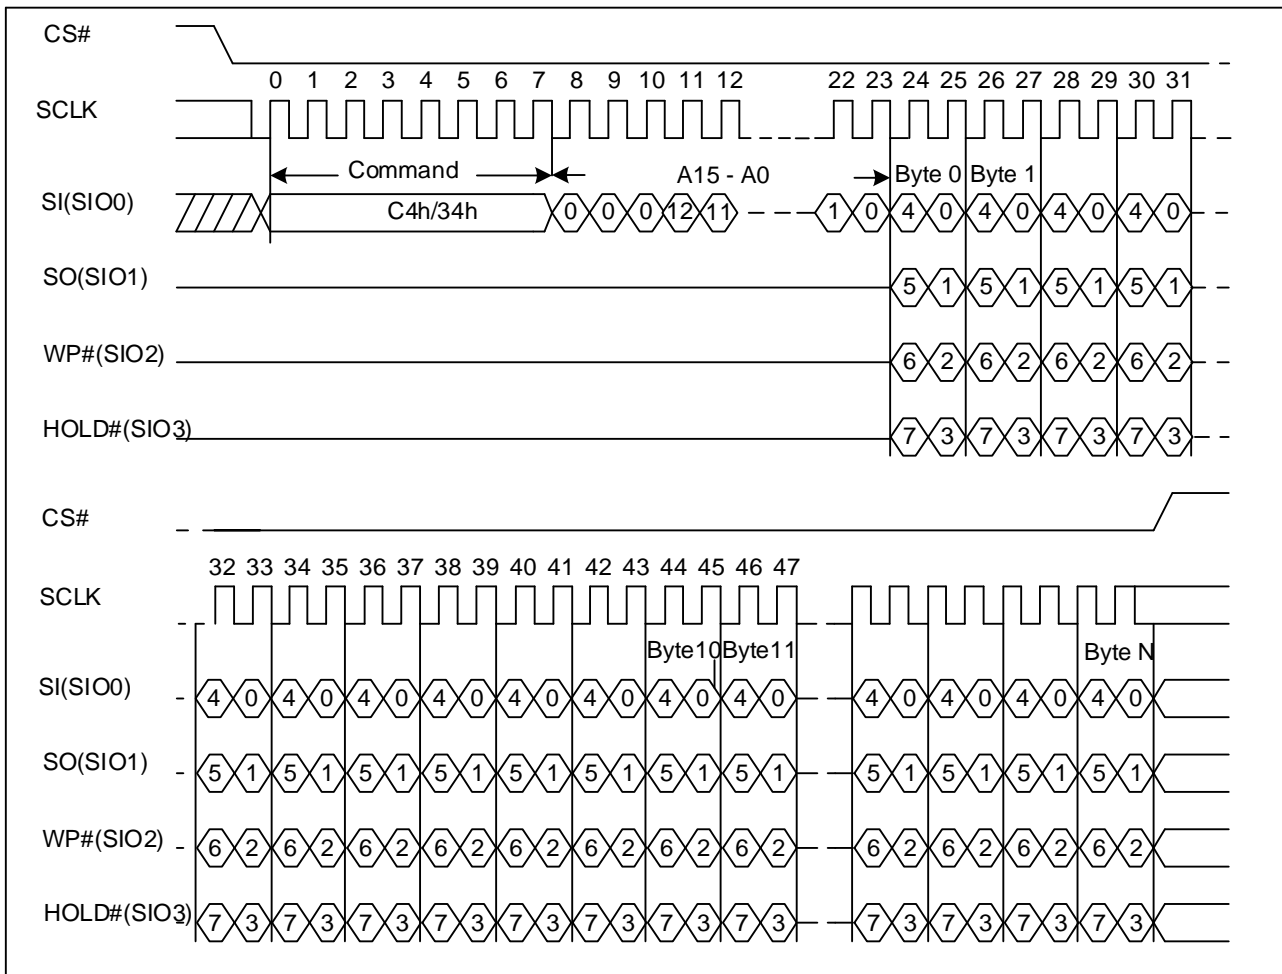 CS#
0 1 2 3 4 5 6 7 8 9 10 11 12 22 23 24 25 26 27 28 29 30 31
SCLK
Command A15 - A0 Byte 0 Byte 1
SI(SIO0) C4h/34h 0 0 0 12 11 1 0 4 0 4 0 4 0 4 0
SO(SIO1) 5 1 5 1 5 1 5 1
WP#(SIO2) 6 2 6 2 6 2 6 2
HOLD#(SIO3) 7 3 7 3 7 3 7 3
CS#
32 33 34 35 36 37 38 39 40 41 42 43 44 45 46 47
SCLK
Byte10 Byte11 Byte N
SI(SIO0) 4 0 4 0 4 0 4 0 4 0 4 0 4 0 4 0 4 0 4 0 4 0 4 0
SO(SIO1) 5 1 5 1 5 1 5 1 5 1 5 1 5 1 5 1 5 1 5 1 5 1 5 1
WP#(SIO2) 6 2 6 2 6 2 6 2 6 2 6 2 6 2 6 2 6 2 6 2 6 2 6 2
HOLD#(SIO3) 7 3 7 3 7 3 7 3 7 3 7 3 7 3 7 3 7 3 7 3 7 3 7 3